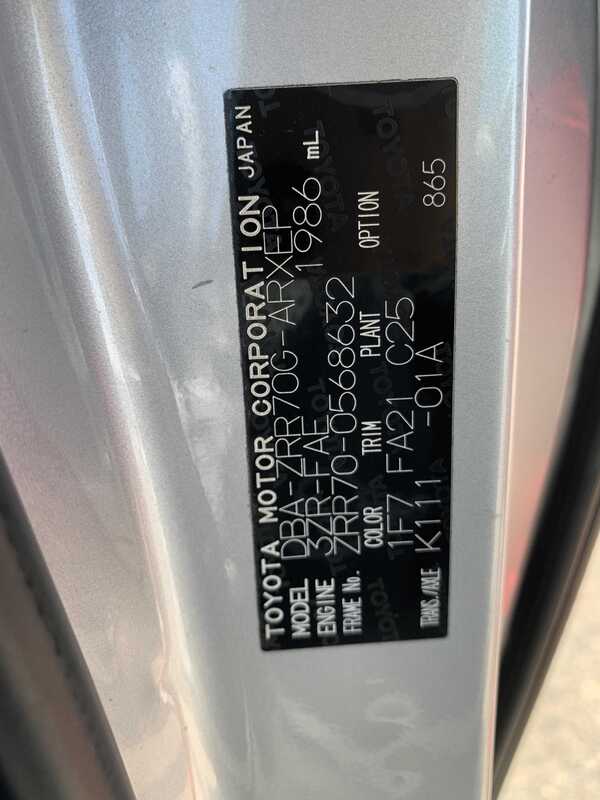 TOYOTA MOTOR CORPORATION JAPAN
MODEL DBA-ZRR70G-ARXEP
ENGINE 3ZR-FAE 1986 mL
FRAME No. ZRR70-0568632
COLOR TRIM PLANT OPTION
1F7 FA21 C25 865
TRANS./AXLE K111 -01A